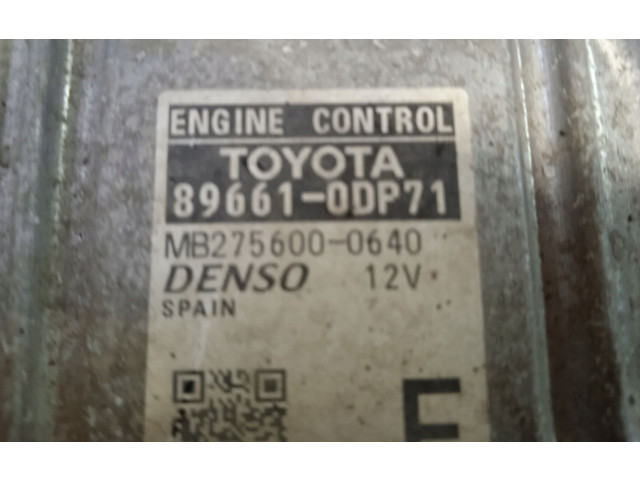 ENGINE CONTROL
TOYOTA
89661-0DP71
MB275600-0640
DENSO 12V
SPAIN